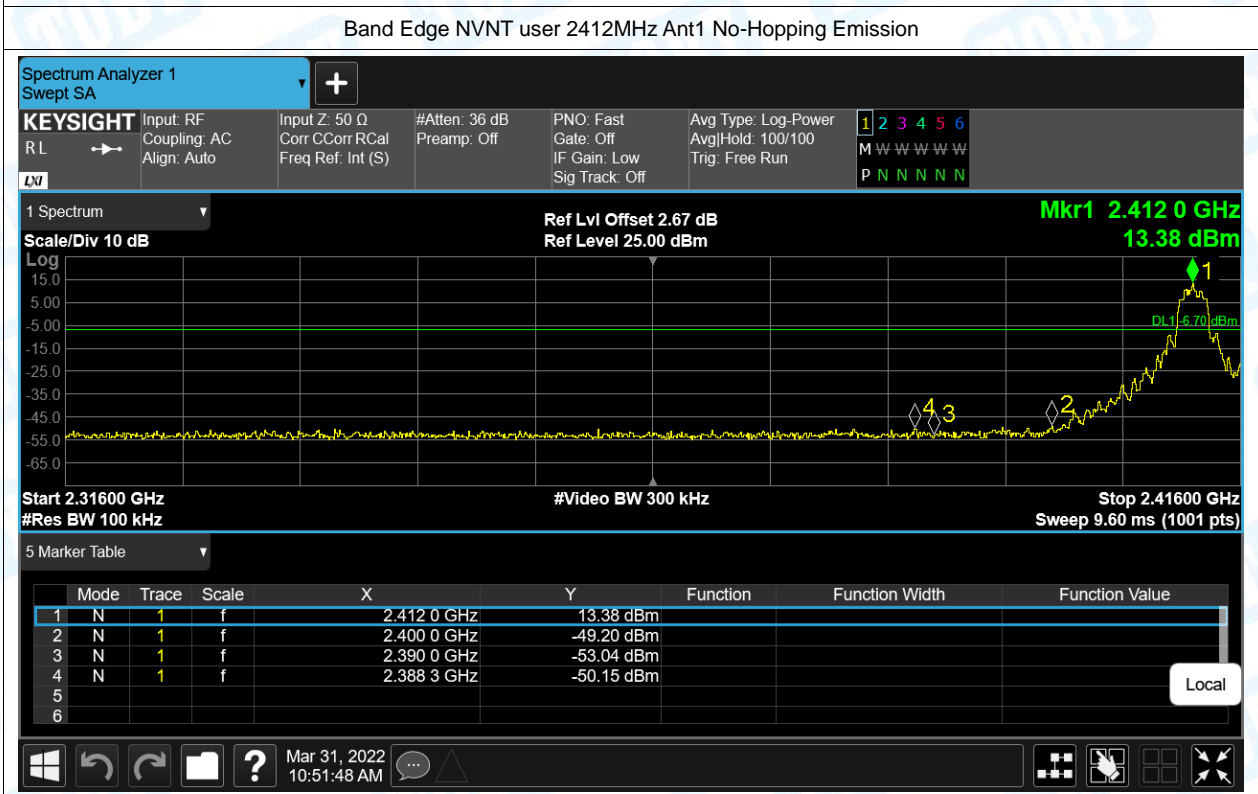 Band Edge NVNT user 2412MHz Ant1 No-Hopping Emission
Spectrum Analyzer 1
Swept SA
KEYSIGHT
RL
LXI
Input: RF
Coupling: AC
Align: Auto
Input Z: 50 Ω
Corr CCorr RCal
Freq Ref: Int (S)
#Atten: 36 dB
Preamp: Off
PNO: Fast
Gate: Off
IF Gain: Low
Sig Track: Off
Avg Type: Log-Power
Avg|Hold: 100/100
Trig: Free Run
1 2 3 4 5 6
M W W W W W
P N N N N N
1 Spectrum
Scale/Div 10 dB
Ref Lvl Offset 2.67 dB
Ref Level 25.00 dBm
Mkr1 2.412 0 GHz
13.38 dBm
Log
15.0
5.00
-5.00
-15.0
-25.0
-35.0
-45.0
-55.0
-65.0
1
DL1 -6.70 dBm
4 3
2
Start 2.31600 GHz
#Video BW 300 kHz
Stop 2.41600 GHz
#Res BW 100 kHz
Sweep 9.60 ms (1001 pts)
5 Marker Table
Mode Trace Scale X Y Function Function Width Function Value
1 N 1 f 2.412 0 GHz 13.38 dBm
2 N 1 f 2.400 0 GHz -49.20 dBm
3 N 1 f 2.390 0 GHz -53.04 dBm
4 N 1 f 2.388 3 GHz -50.15 dBm
5
6
Local
?
Mar 31, 2022
10:51:48 AM